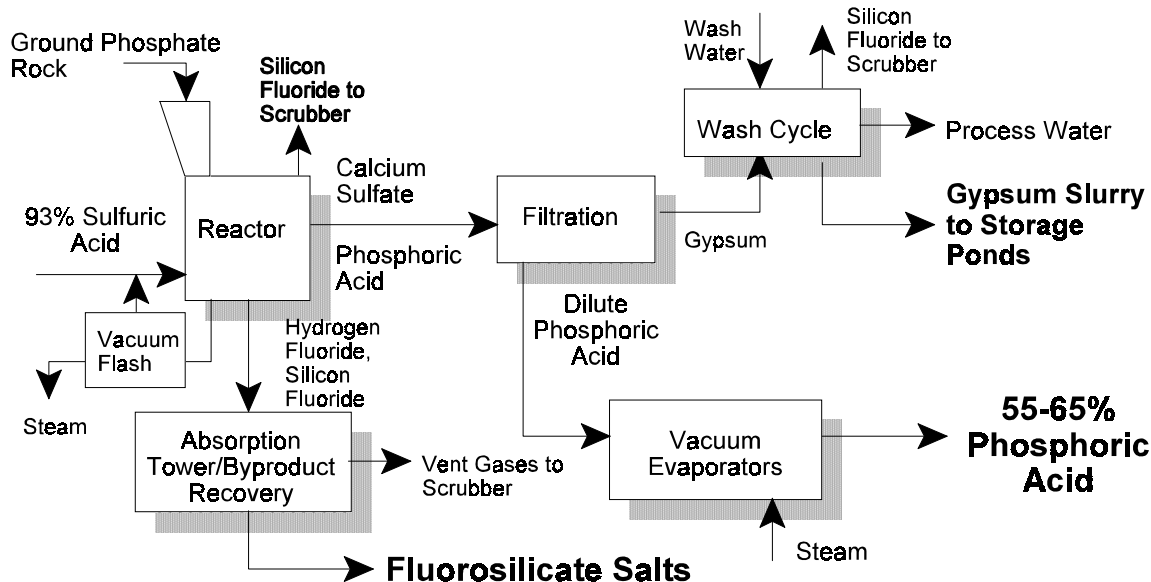 Ground Phosphate
Rock
Silicon
Fluoride to
Scrubber
Wash
Water
Silicon
Fluoride to
Scrubber
Wash Cycle
Process Water
Calcium
Sulfate
93% Sulfuric
Acid
Reactor
Filtration
Gypsum
Gypsum Slurry
to Storage
Ponds
Phosphoric
Acid
Dilute
Phosphoric
Acid
Vacuum
Flash
Hydrogen
Fluoride,
Silicon
Fluoride
Steam
Absorption
Tower/Byproduct
Recovery
Vent Gases to
Scrubber
Vacuum
Evaporators
55-65%
Phosphoric
Acid
Steam
Fluorosilicate Salts